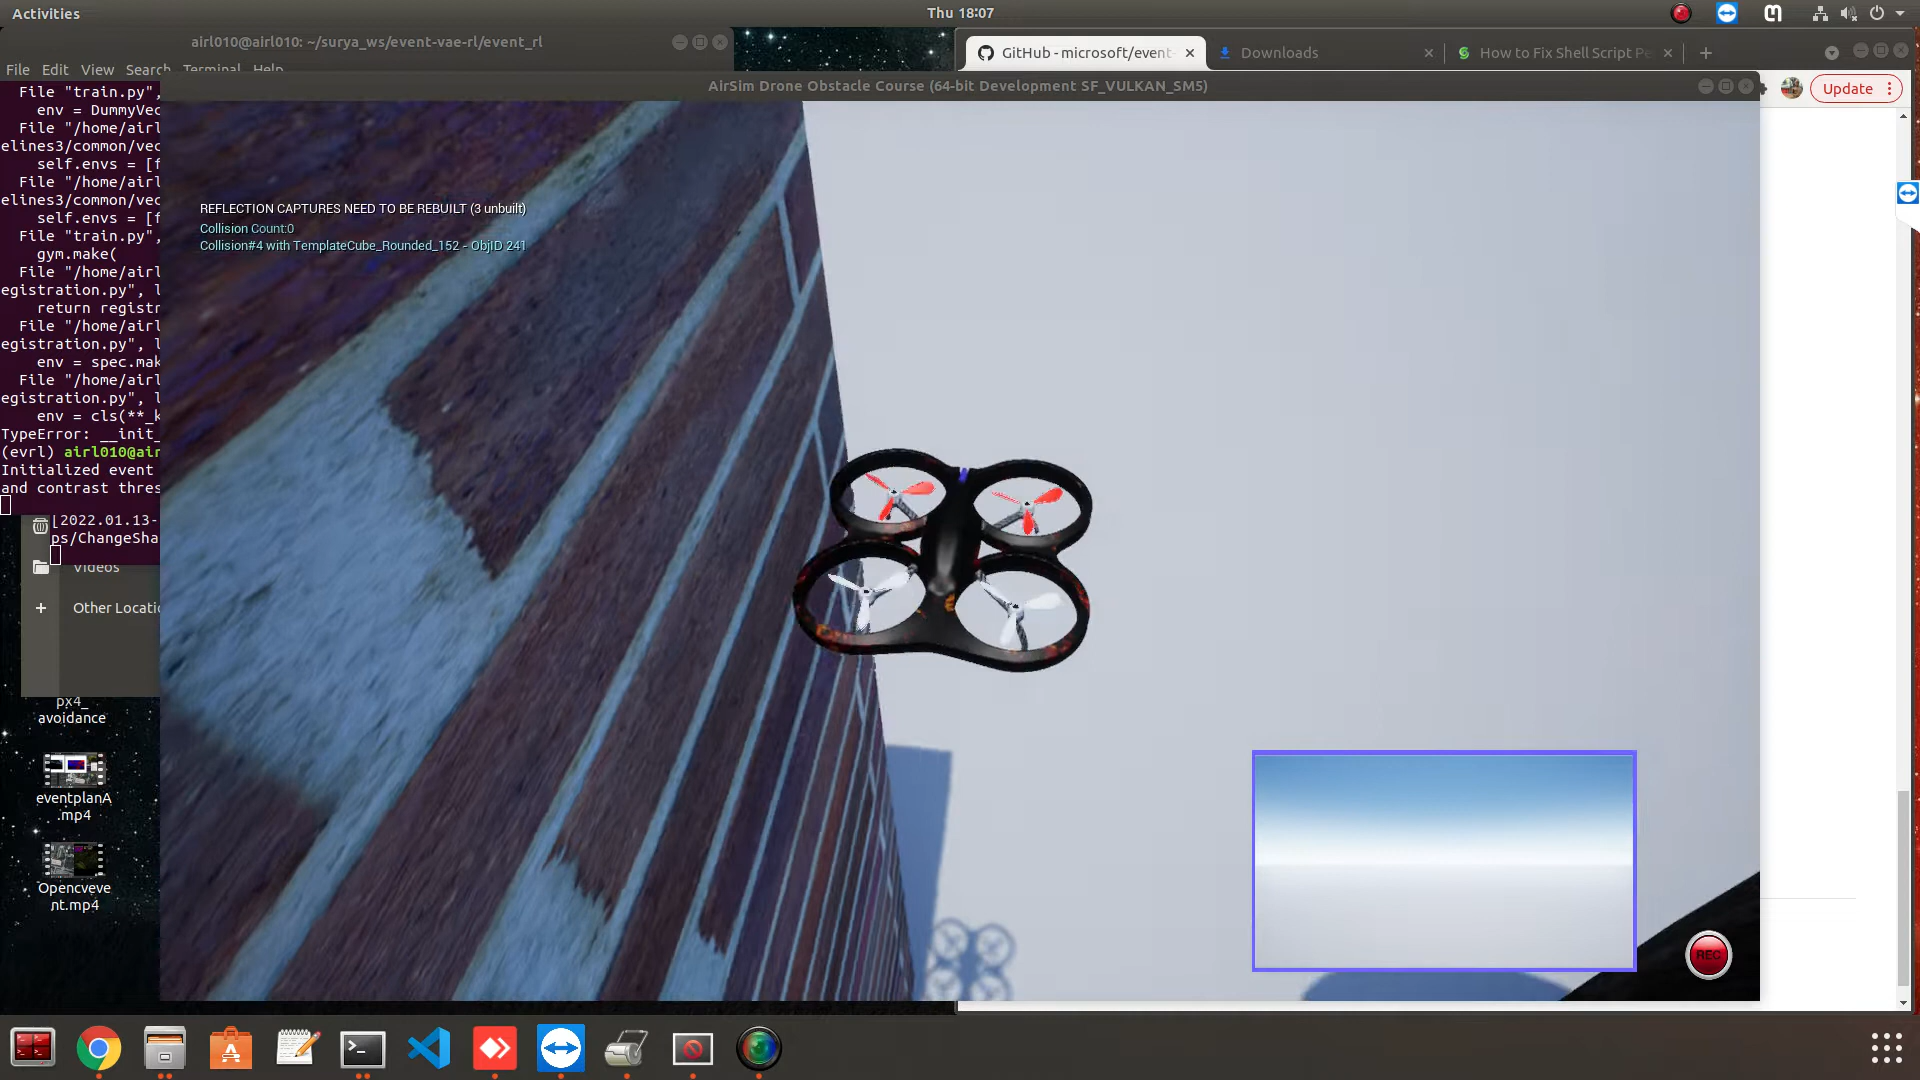 Activities
Thu 18:07
airl010@airl010: ~/surya_ws/event-vae-rl/event_rl
File Edit View Search Terminal Help
GitHub - microsoft/event-
Downloads
How to Fix Shell Script Pe
Update
AirSim Drone Obstacle Course (64-bit Development SF_VULKAN_SM5)
File "train.py",
env = DummyVec
File "/home/airl
elines3/common/vec
self.envs = [f
File "/home/airl
elines3/common/vec
self.envs = [f
File "train.py",
gym.make(
File "/home/airl
egistration.py", l
return registr
File "/home/airl
egistration.py", l
env = spec.mak
File "/home/airl
egistration.py", l
env = cls(**_k
TypeError: __init_
(evrl) airl010@air
Initialized event
and contrast thres
[2022.01.13-
ps/ChangeSha
REFLECTION CAPTURES NEED TO BE REBUILT (3 unbuilt)
Collision Count:0
Collision#4 with TemplateCube_Rounded_152 - ObjID 241
Videos
Other Locatio
px4_
avoidance
eventplanA
.mp4
Opencveve
nt.mp4
REC